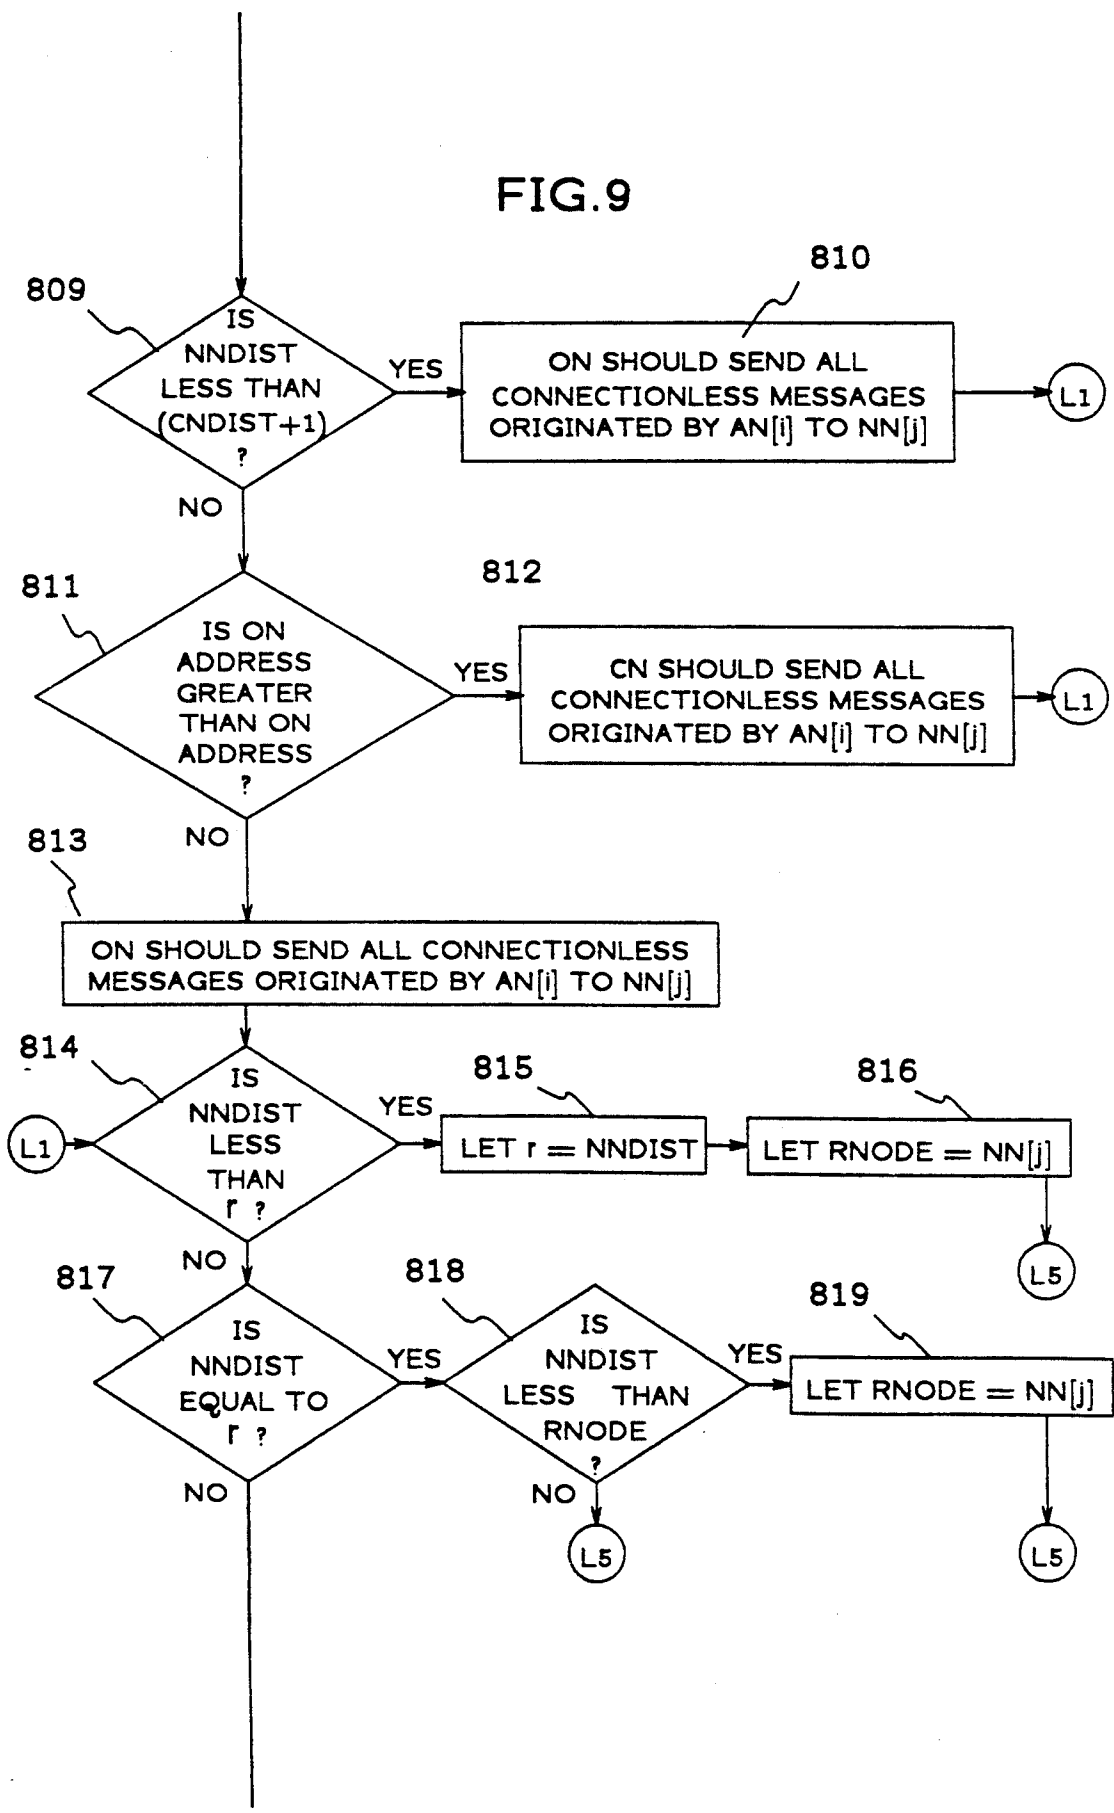 FIG.9
809
IS
NNDIST
LESS THAN
(CNDIST+1)
?
YES
NO
810
ON SHOULD SEND ALL
CONNECTIONLESS MESSAGES
ORIGINATED BY AN[i] TO NN[j]
L1
811
IS ON
ADDRESS
GREATER
THAN ON
ADDRESS
?
YES
NO
812
CN SHOULD SEND ALL
CONNECTIONLESS MESSAGES
ORIGINATED BY AN[i] TO NN[j]
L1
813
ON SHOULD SEND ALL CONNECTIONLESS
MESSAGES ORIGINATED BY AN[i] TO NN[j]
814
L1
IS
NNDIST
LESS
THAN
r ?
YES
NO
815
LET r = NNDIST
816
LET RNODE = NN[j]
L5
817
IS
NNDIST
EQUAL TO
r ?
YES
NO
818
IS
NNDIST
LESS THAN
RNODE
?
YES
NO
L5
819
LET RNODE = NN[j]
L5